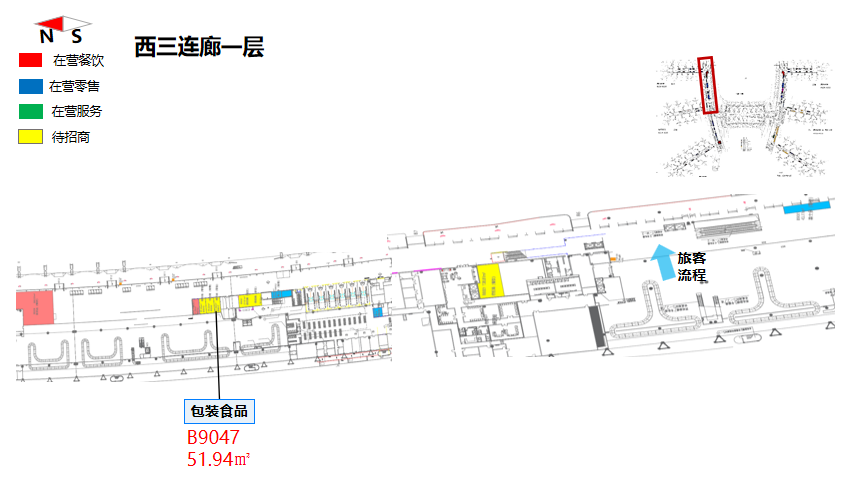 N S
西三连廊一层
在营餐饮
在营零售
在营服务
待招商
旅客
流程
包装食品
B9047
51.94㎡